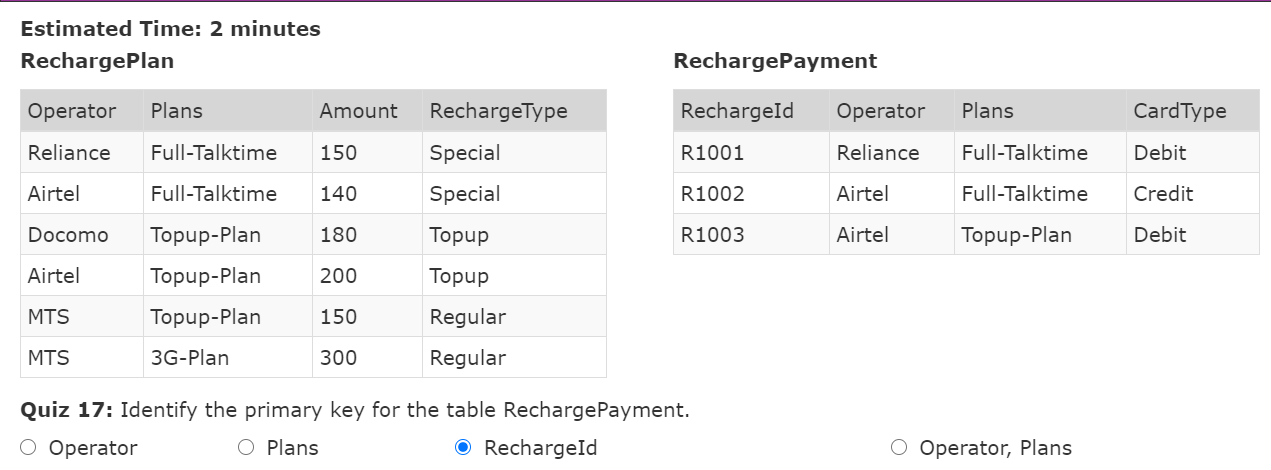 Estimated Time: 2 minutes
RechargePlan
Operator Plans Amount RechargeType
Reliance Full-Talktime 150 Special
Airtel Full-Talktime 140 Special
Docomo Topup-Plan 180 Topup
Airtel Topup-Plan 200 Topup
MTS Topup-Plan 150 Regular
MTS 3G-Plan 300 Regular
RechargePayment
RechargeId Operator Plans CardType
R1001 Reliance Full-Talktime Debit
R1002 Airtel Full-Talktime Credit
R1003 Airtel Topup-Plan Debit
Quiz 17: Identify the primary key for the table RechargePayment.
Operator Plans RechargeId Operator, Plans